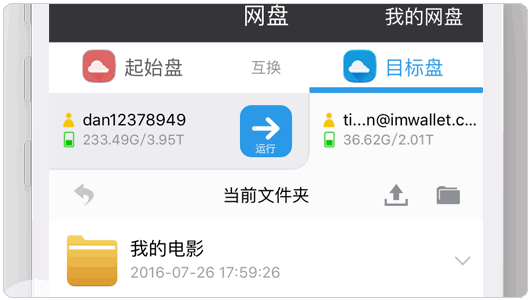 网盘
我的网盘
起始盘
互换
目标盘
dan12378949
233.49G/3.95T
运行
ti...n@imwallet.c...
36.62G/2.01T
当前文件夹
我的电影
2016-07-26 17:59:26